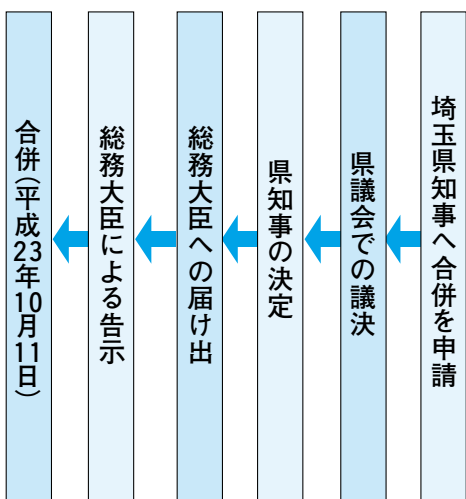 埼玉県知事へ合併を申請
県議会での議決
県知事の決定
総務大臣への届け出
総務大臣による告示
合併(平成23年10月11日)